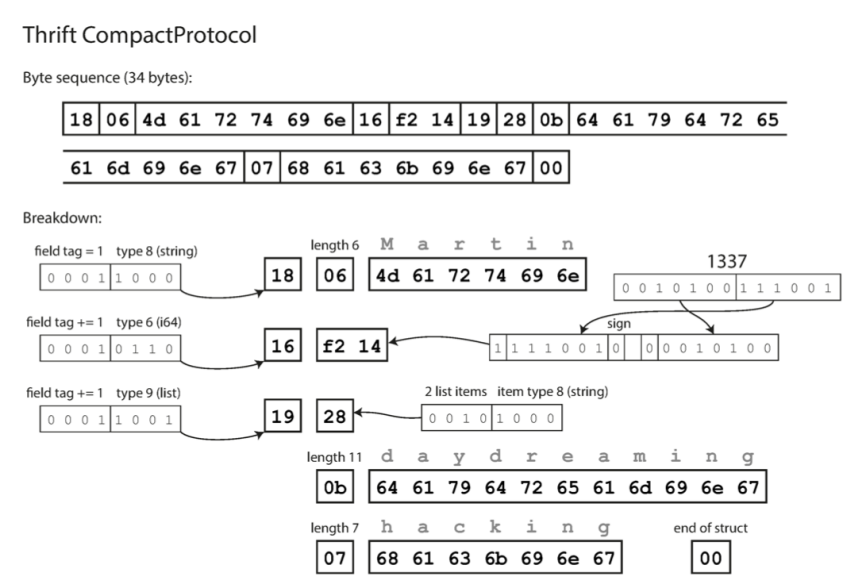 Thrift CompactProtocol
Byte sequence (34 bytes):
18 06 4d 61 72 74 69 6e 16 f2 14 19 28 0b 64 61 79 64 72 65
61 6d 69 6e 67 07 68 61 63 6b 69 6e 67 00
Breakdown:
field tag = 1 type 8 (string)
length 6 M a r t i n
0 0 0 1 1 0 0 0
18 06 4d 61 72 74 69 6e
1337
0 0 1 0 1 0 0 1 1 1 0 0 1
field tag += 1 type 6 (i64)
sign
0 0 0 1 0 1 1 0
16 f2 14
1 1 1 1 0 0 1 0 0 0 0 1 0 1 0 0
field tag += 1 type 9 (list)
2 list items item type 8 (string)
0 0 0 1 1 0 0 1
19 28
0 0 1 0 1 0 0 0
length 11 d a y d r e a m i n g
0b 64 61 79 64 72 65 61 6d 69 6e 67
length 7 h a c k i n g
end of struct
07 68 61 63 6b 69 6e 67
00